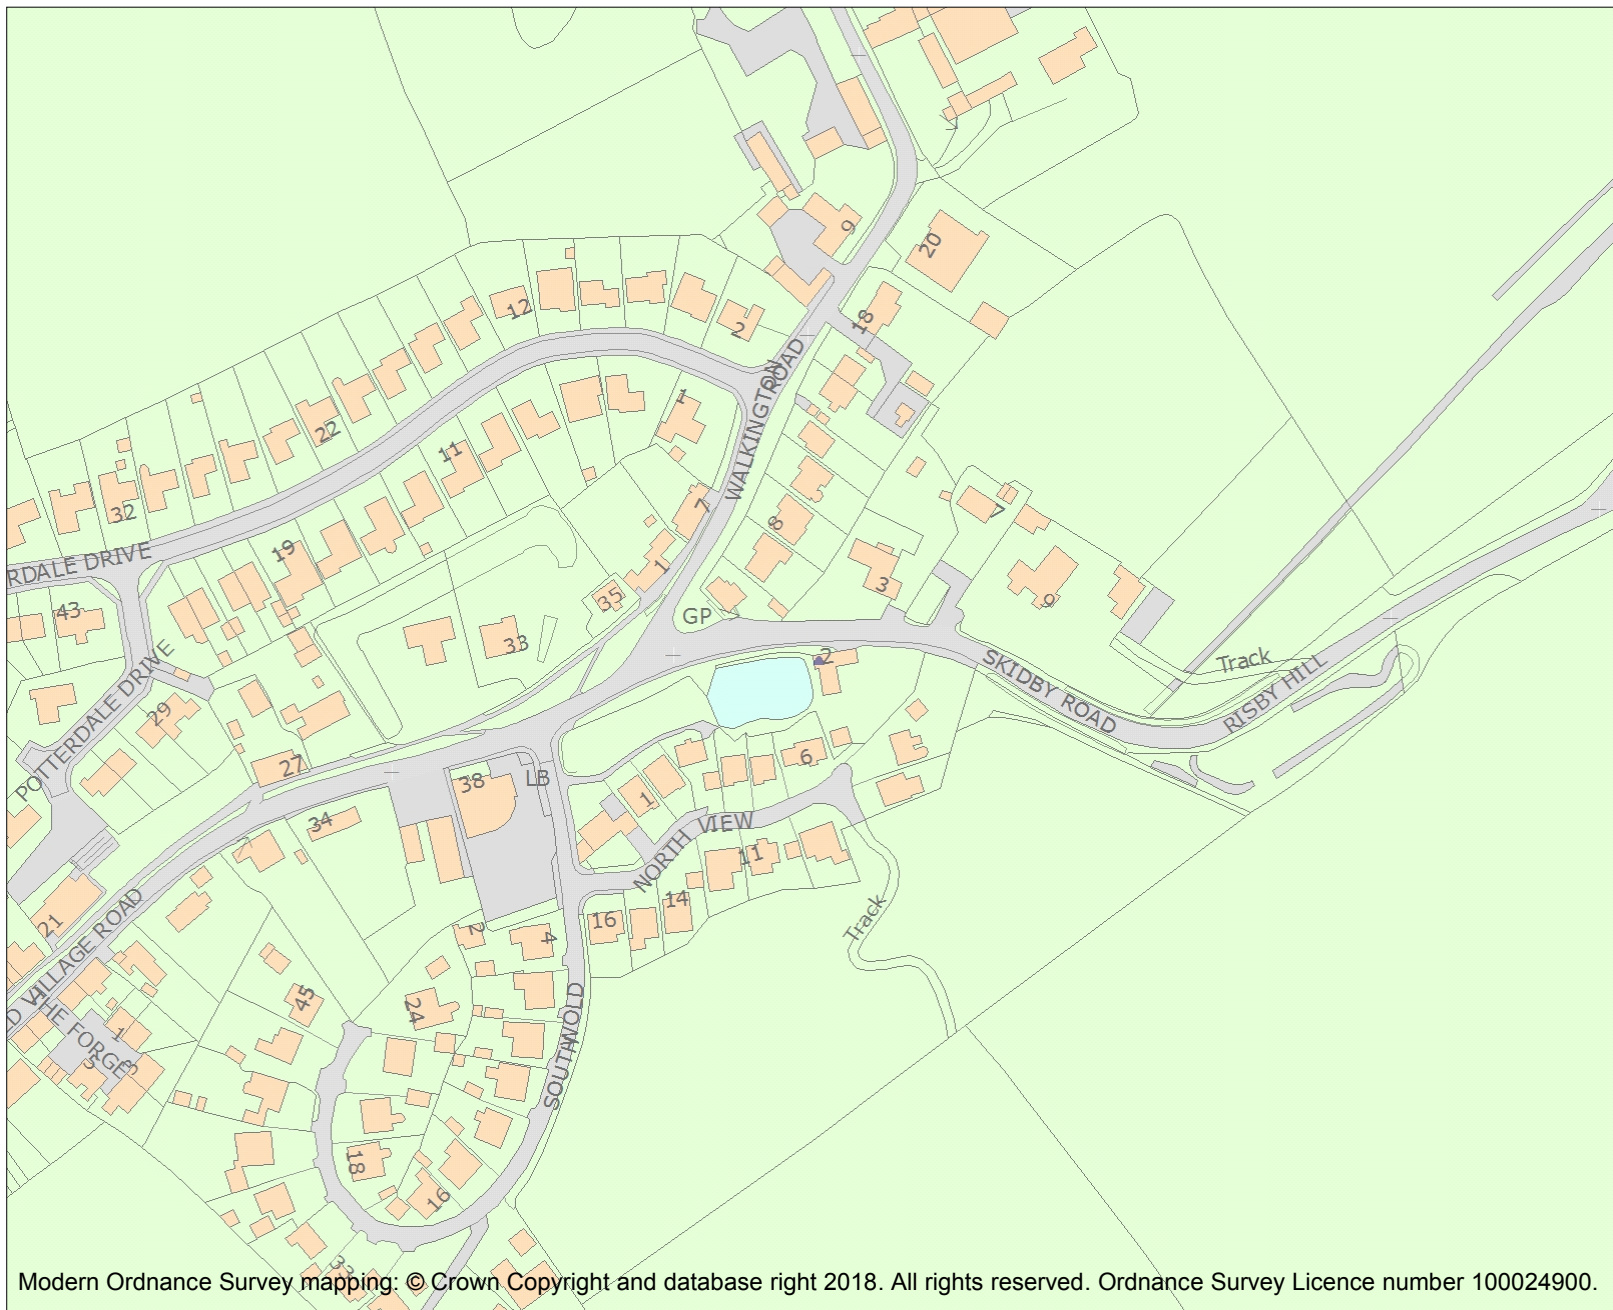 9
20
12
2
18
WALKINGTON
ROAD
1
22
11
32
7
8
7
19
RDALE DRIVE
3
1
35
9
43
GP
33
2
Track
SKIDBY ROAD
RISBY HILL
POTTERDALE DRIVE
29
27
6
38
LB
1
34
NORTH VIEW
11
14
16
Track
21
2
4
LD VILLAGE ROAD
45
24
THE FORGE
1
3
5
SOUTHWOLD
18
16
33
Modern Ordnance Survey mapping: © Crown Copyright and database right 2018. All rights reserved. Ordnance Survey Licence number 100024900.